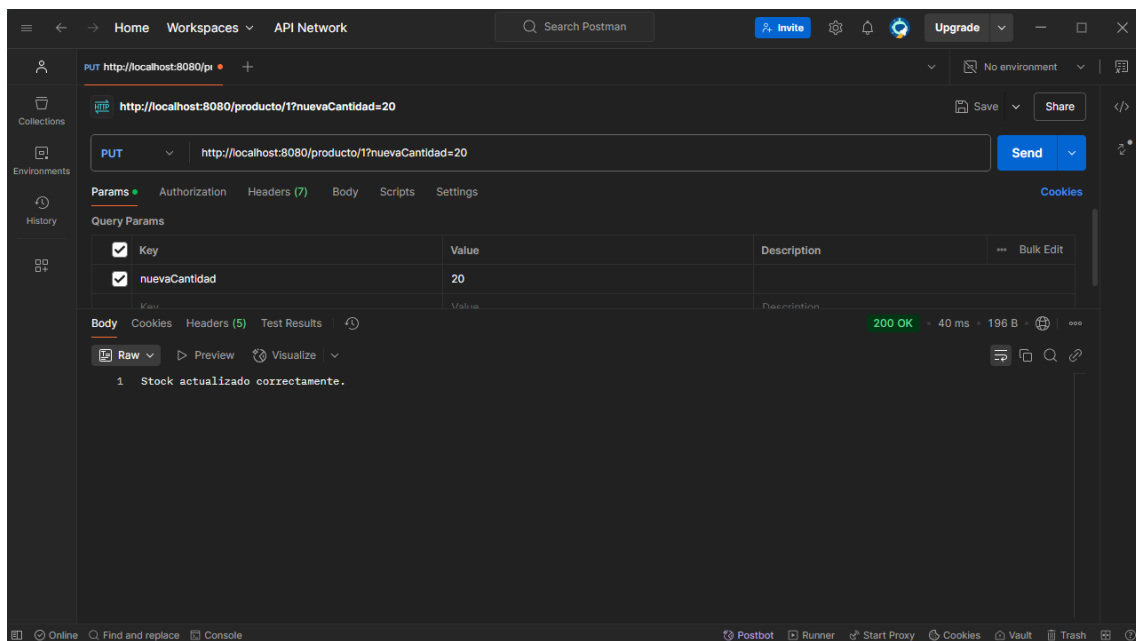 Home Workspaces API Network Search Postman Invite Upgrade
PUT http://localhost:8080/pr No environment
Collections
HTTP http://localhost:8080/producto/1?nuevaCantidad=20 Save Share
PUT http://localhost:8080/producto/1?nuevaCantidad=20 Send
Environments
Params Authorization Headers (7) Body Scripts Settings Cookies
History
Query Params
Key Value Description Bulk Edit
nuevaCantidad 20
Key Value Description
Body Cookies Headers (5) Test Results 200 OK 40 ms 196 B
Raw Preview Visualize
1 Stock actualizado correctamente.
Online Find and replace Console Postbot Runner Start Proxy Cookies Vault Trash